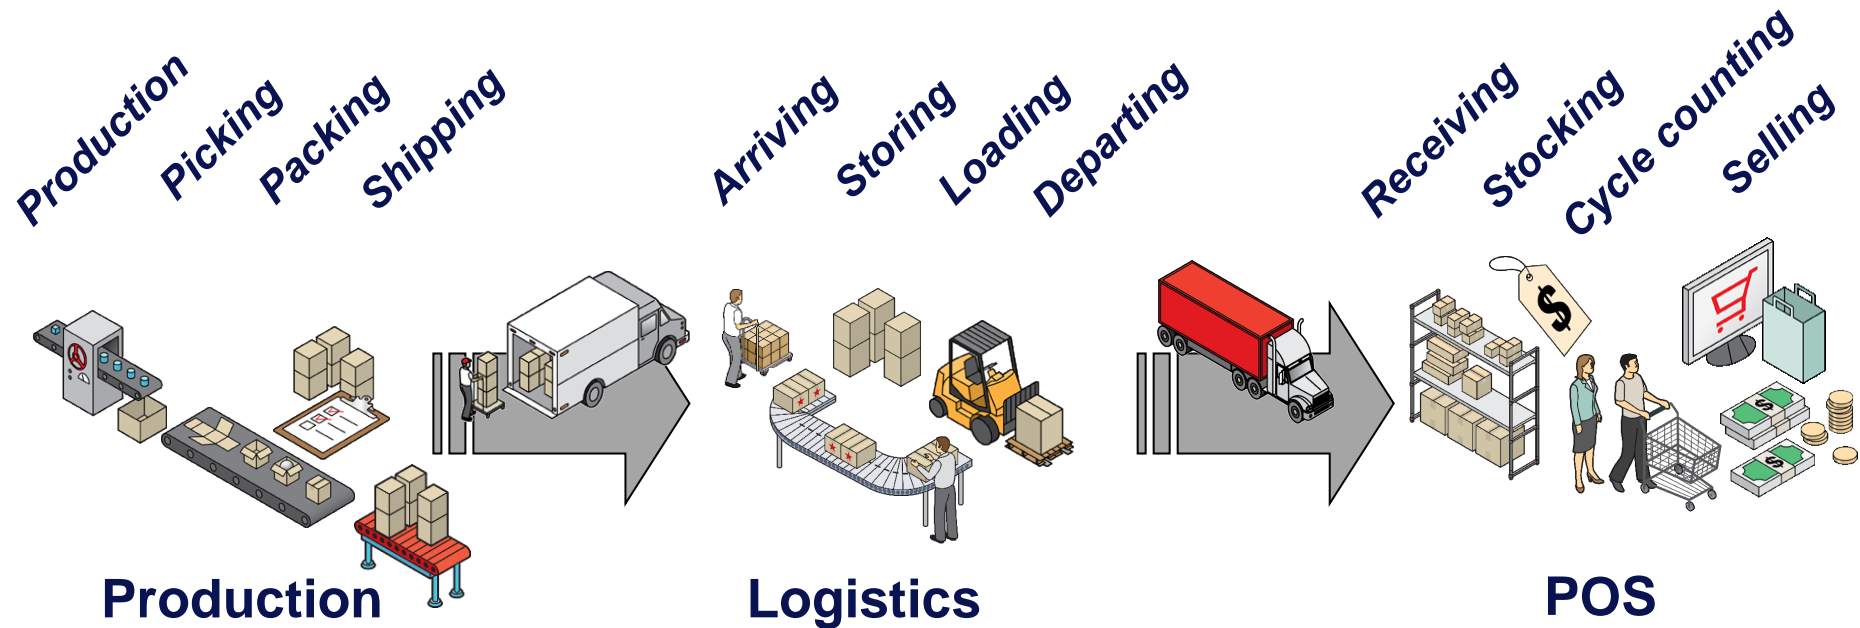 Production
Picking
Packing
Shipping
Arriving
Storing
Loading
Departing
Receiving
Stocking
Cycle counting
Selling
$
$
$
Production
Logistics
POS